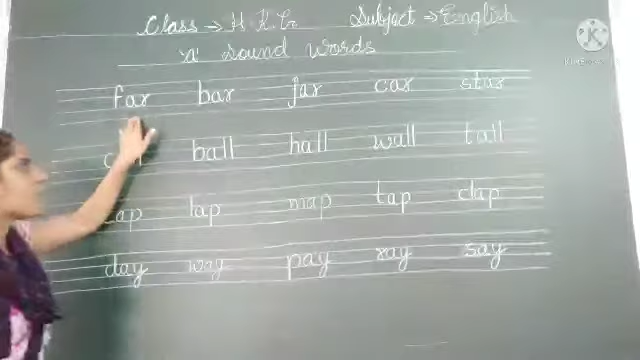 Class → H.K.G Subject → English
'a' sound words
far bar jar car star
ball hall wall tall
lap map tap clap
day way pay ray say